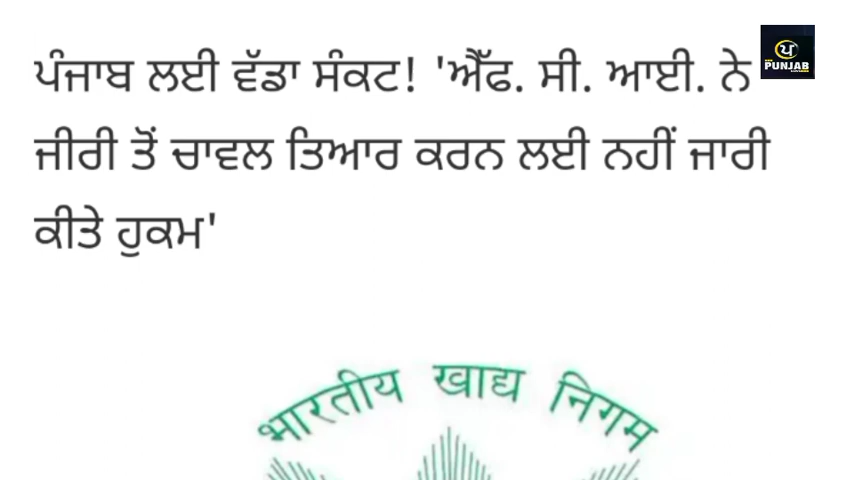 ਪੰਜਾਬ ਲਈ ਵੱਡਾ ਸੰਕਟ! 'ਐੱਫ. ਸੀ. ਆਈ. ਨੇ
ਜੀਰੀ ਤੋਂ ਚਾਵਲ ਤਿਆਰ ਕਰਨ ਲਈ ਨਹੀਂ ਜਾਰੀ
ਕੀਤੇ ਹੁਕਮ'
ਪ
PUNJAB
भारतीय खाद्य निगम